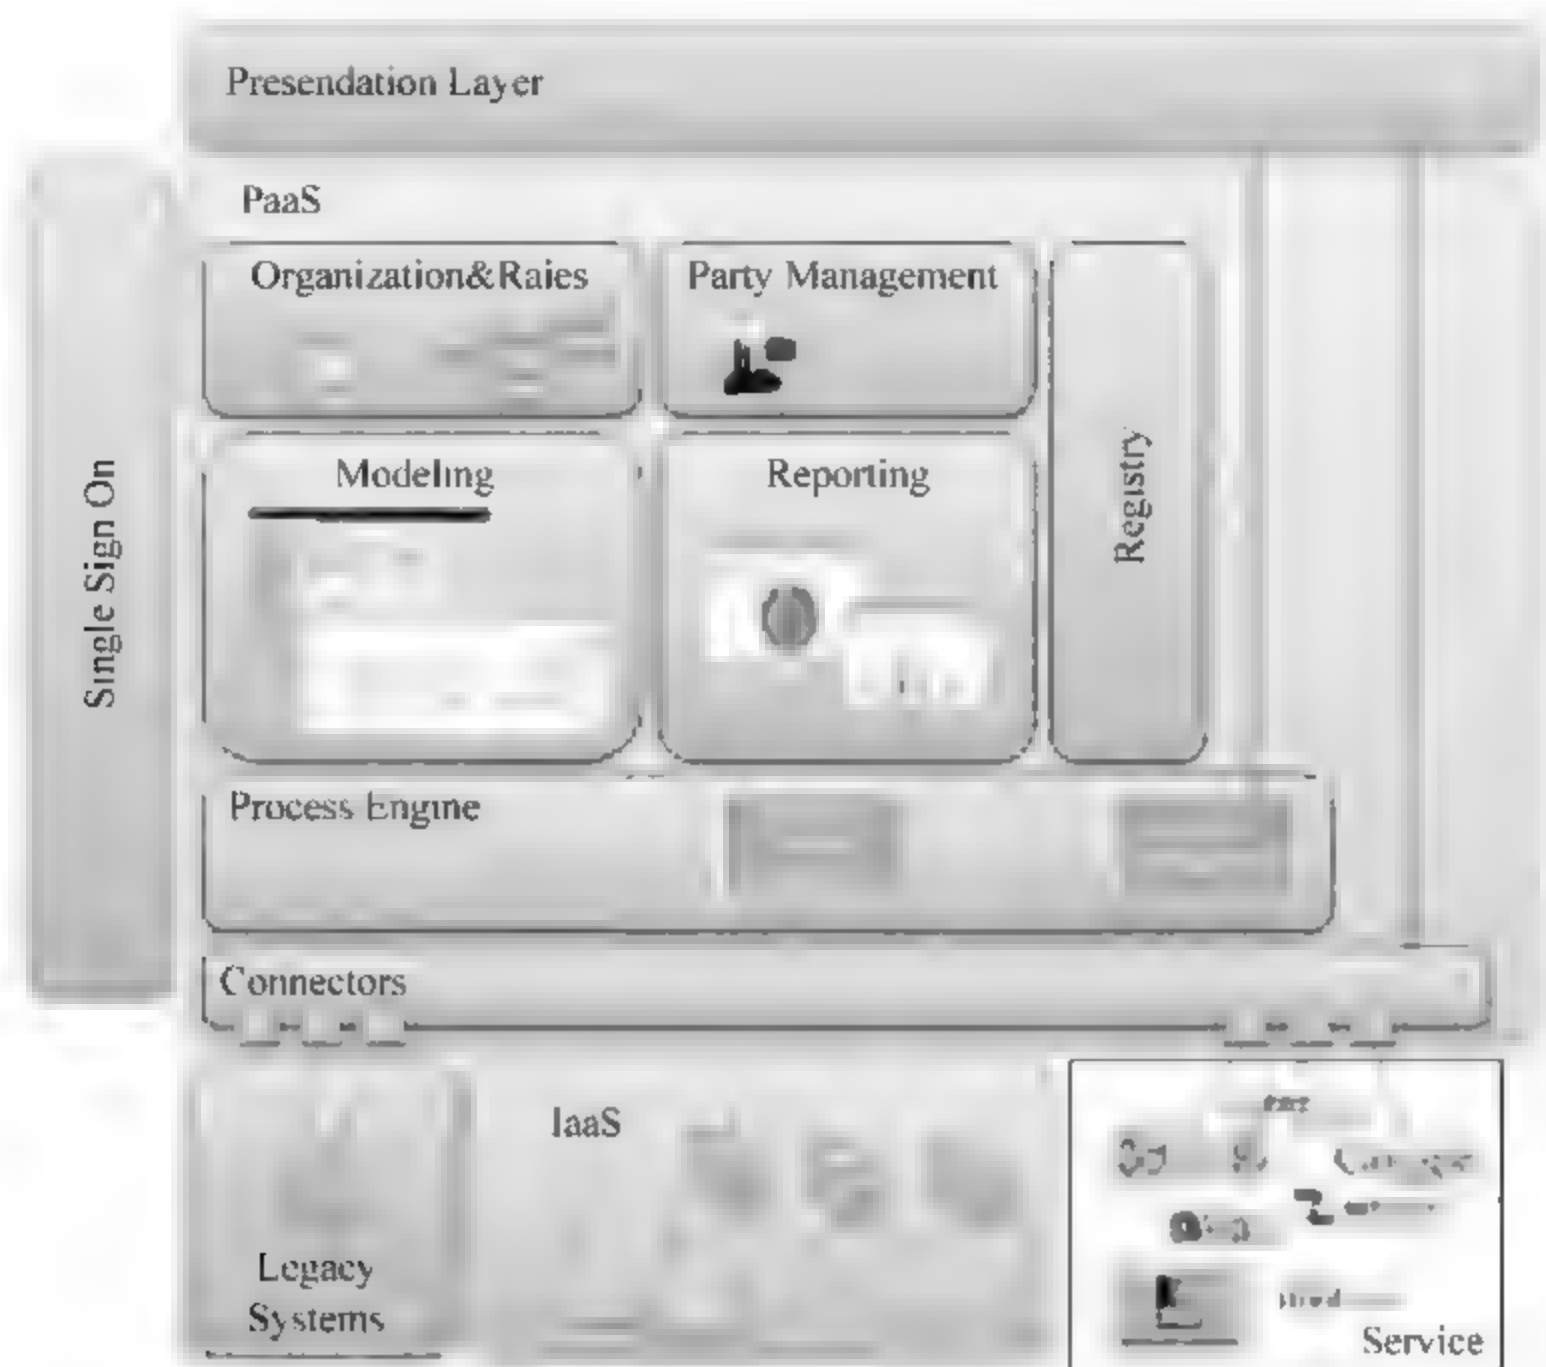 Presendation Layer
PaaS
Organization&Raies
Party Management
Modeling
Reporting
Registry
Single Sign On
Process Engine
Connectors
Legacy
Systems
IaaS
Service